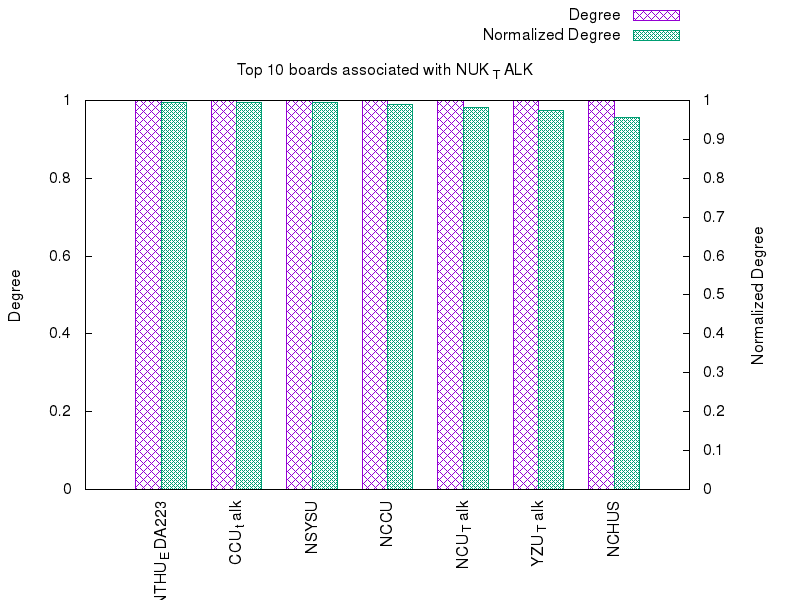 Degree
Normalized Degree
Top 10 boards associated with NUK_TALK
1
0.8
0.6
0.4
0.2
0
1
0.9
0.8
0.7
0.6
0.5
0.4
0.3
0.2
0.1
0
Degree
Normalized Degree
NTHU_EDA223
CCU_talk
NSYSU
NCCU
NCU_Talk
YZU_Talk
NCHUS